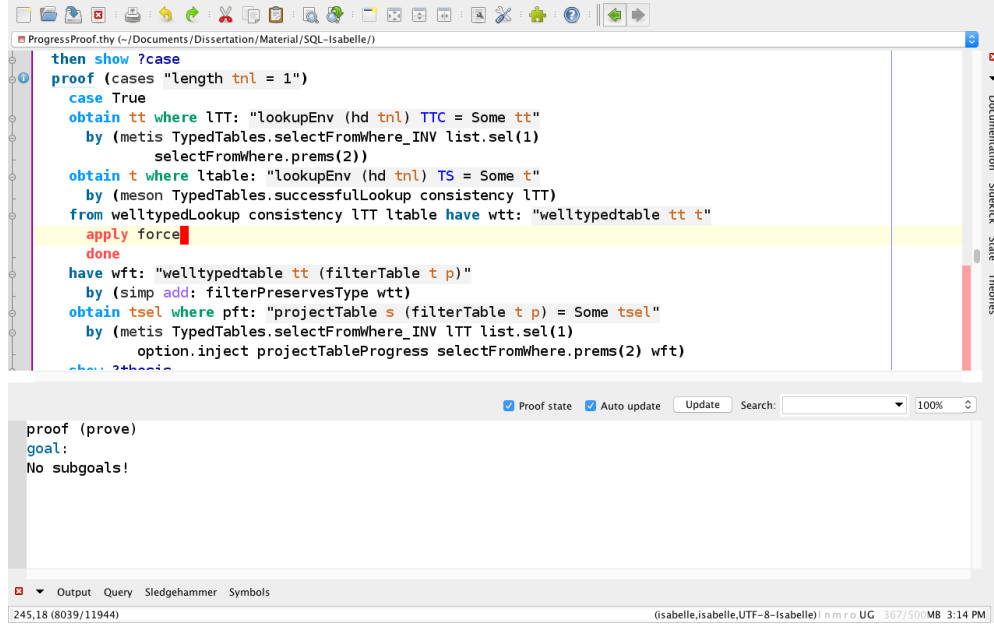 ProgressProof.thy (~/Documents/Dissertation/Material/SQL-Isabelle/)
then show ?case
proof (cases "length tnl = 1")
case True
obtain tt where lTT: "lookupEnv (hd tnl) TTC = Some tt"
by (metis TypedTables.selectFromWhere_INV list.sel(1)
selectFromWhere.prems(2))
obtain t where ltable: "lookupEnv (hd tnl) TS = Some t"
by (meson TypedTables.successfulLookup consistency lTT)
from welltypedLookup consistency lTT ltable have wtt: "welltypedtable tt t"
apply force
done
have wft: "welltypedtable tt (filterTable t p)"
by (simp add: filterPreservesType wtt)
obtain tsel where pft: "projectTable s (filterTable t p) = Some tsel"
by (metis TypedTables.selectFromWhere_INV lTT list.sel(1)
option.inject projectTableProgress selectFromWhere.prems(2) wft)
show ?thesis
Documentation
Sidekick
State
Theories
Proof state Auto update Update Search: 100%
proof (prove)
goal:
No subgoals!
Output Query Sledgehammer Symbols
245,18 (8039/11944) (isabelle,isabelle,UTF-8-Isabelle) n m r o UG 367/500MB 3:14 PM